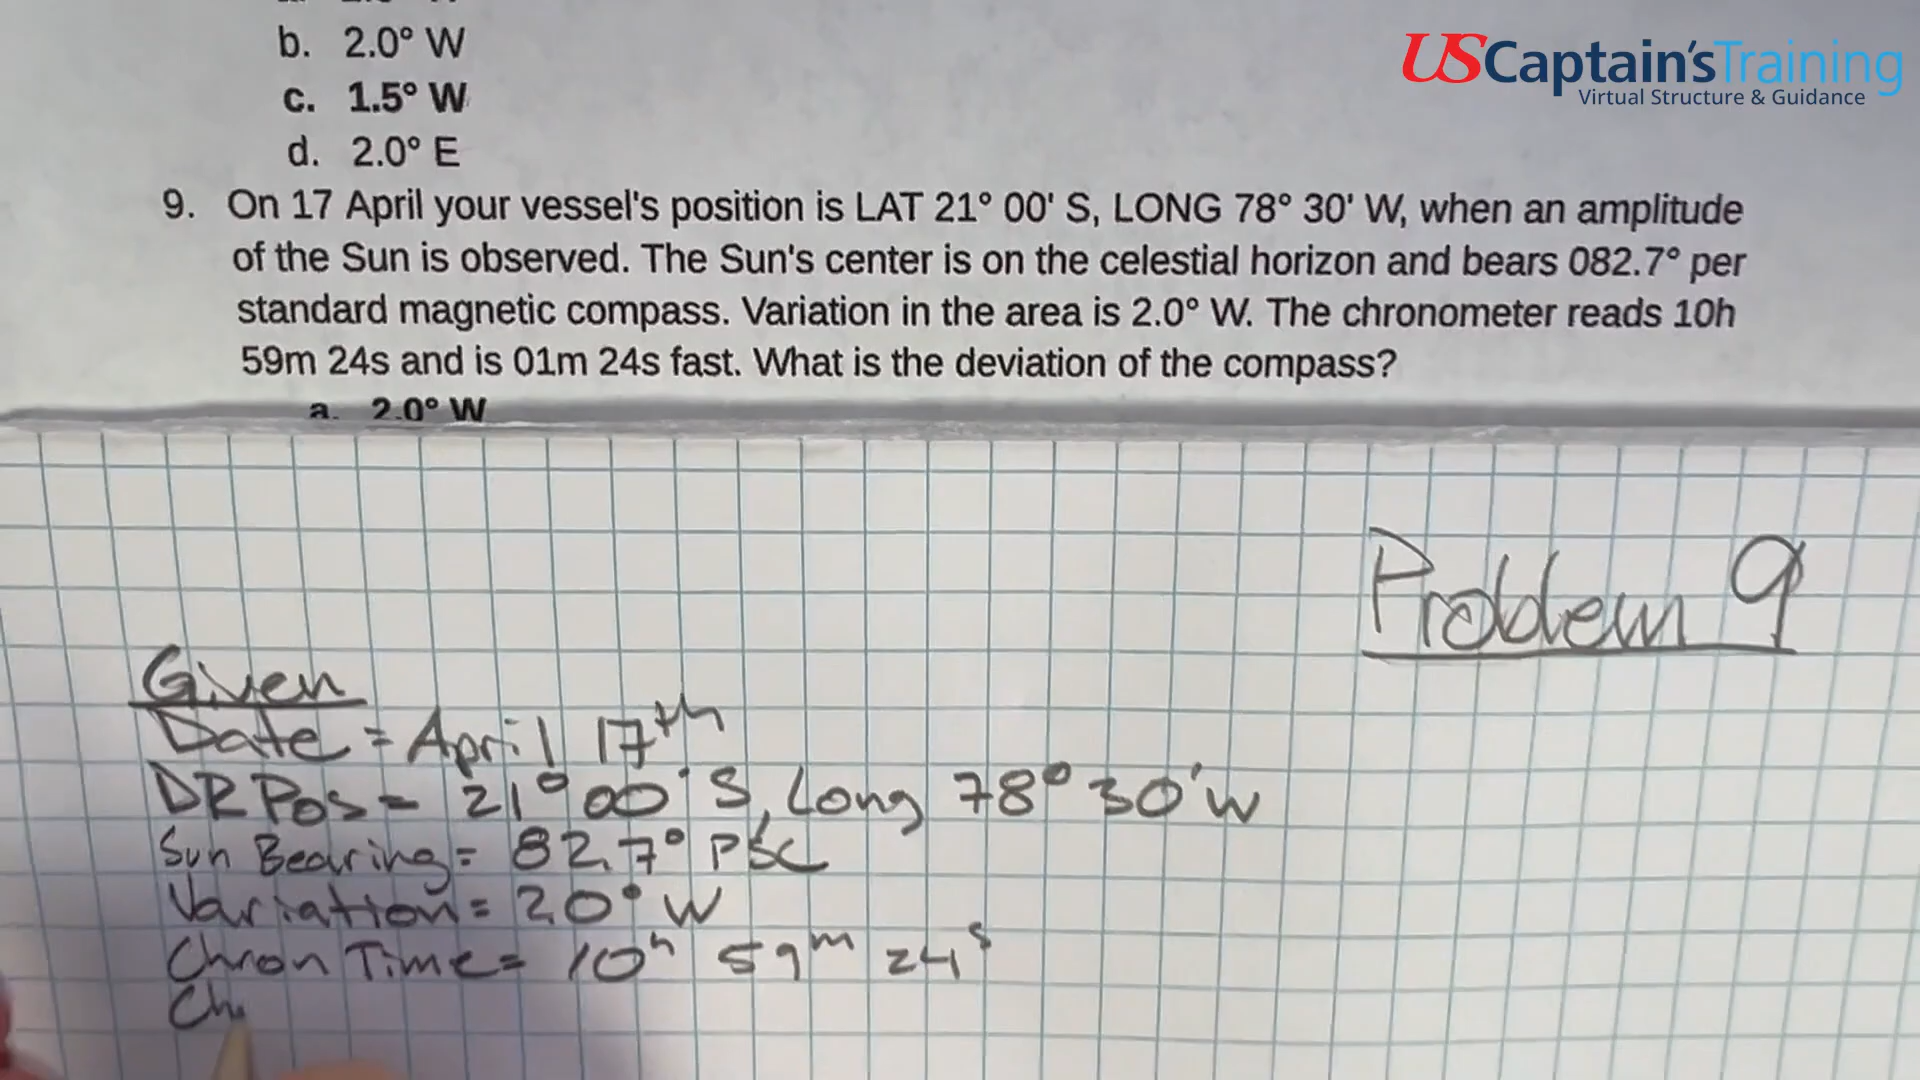 b. 2.0° W
c. 1.5° W
d. 2.0° E
USCaptain'sTraining
Virtual Structure & Guidance
9. On 17 April your vessel's position is LAT 21° 00' S, LONG 78° 30' W, when an amplitude
of the Sun is observed. The Sun's center is on the celestial horizon and bears 082.7° per
standard magnetic compass. Variation in the area is 2.0° W. The chronometer reads 10h
59m 24s and is 01m 24s fast. What is the deviation of the compass?
a. 2.0° W
Problem 9
Given
Date = April 17th
DR Pos = 21° 00' S, Long 78° 30' W
Sun Bearing = 82.7° PSC
Variation = 2.0° W
Chron Time = 10h 59m 24s
Ch